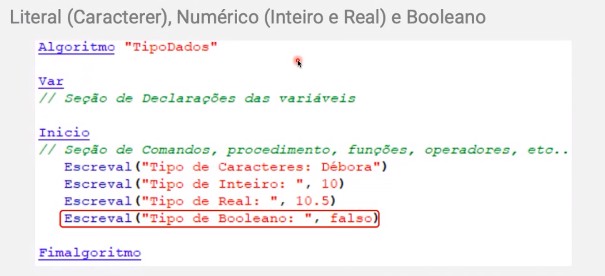 Literal (Caracterer), Numérico (Inteiro e Real) e Booleano
Algoritmo "TipoDados"
Var
// Seção de Declarações das variáveis
Inicio
// Seção de Comandos, procedimento, funções, operadores, etc..
Escreval("Tipo de Caracteres: Débora")
Escreval("Tipo de Inteiro: ", 10)
Escreval("Tipo de Real: ", 10.5)
Escreval("Tipo de Booleano: ", falso)
Fimalgoritmo